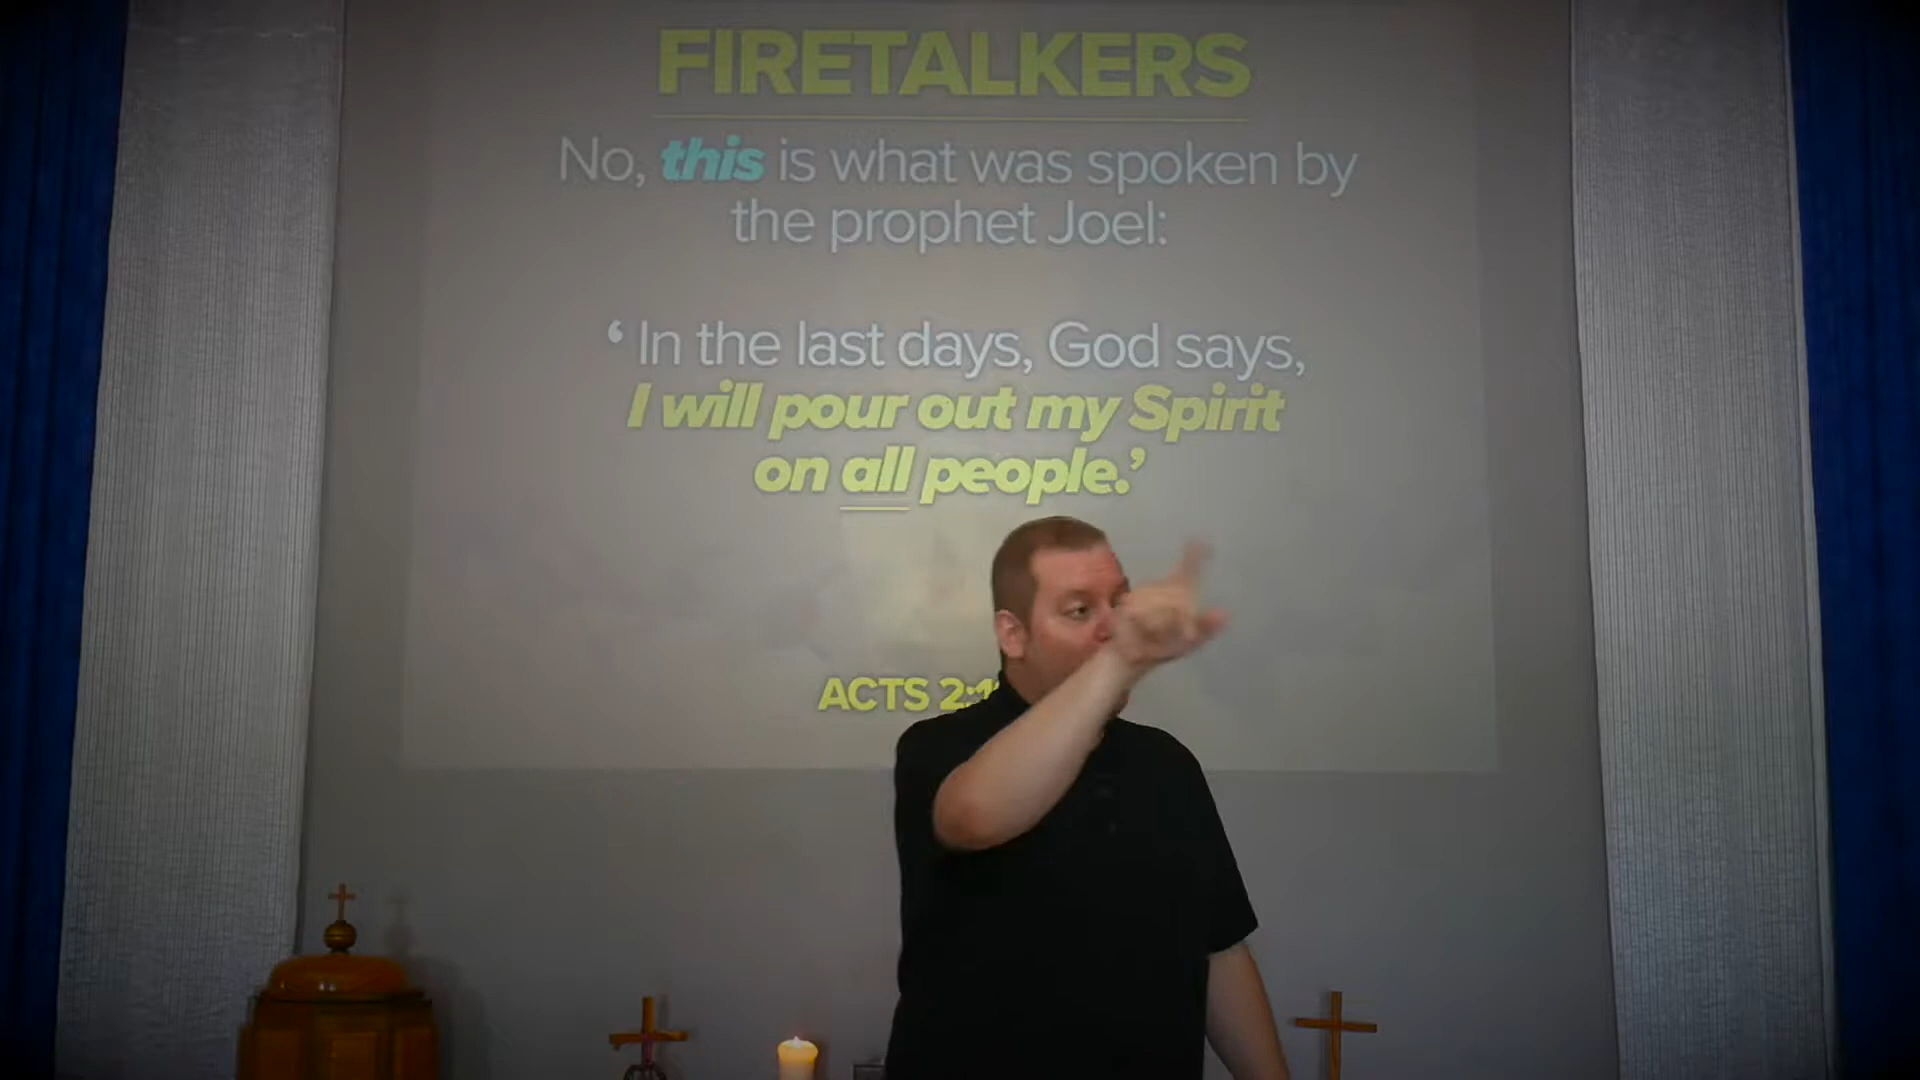 FIRETALKERS
No, this is what was spoken by
the prophet Joel:
‘ In the last days, God says,
I will pour out my Spirit
on all people.’
ACTS